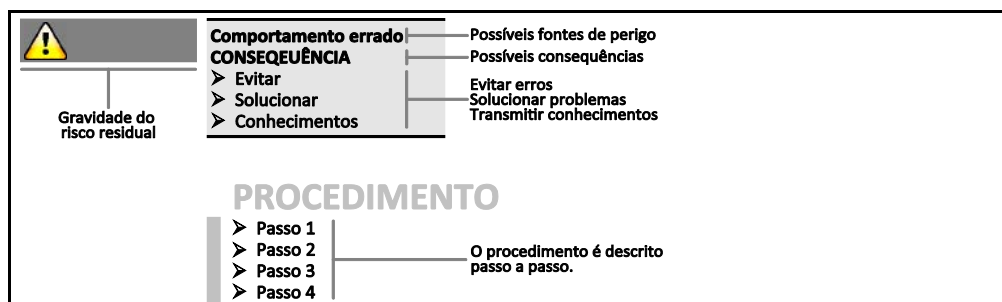 Comportamento errado
CONSEQEUÊNCIA
➢ Evitar
➢ Solucionar
➢ Conhecimentos
Possíveis fontes de perigo
Possíveis consequências
Evitar erros
Solucionar problemas
Transmitir conhecimentos
Gravidade do
risco residual
PROCEDIMENTO
➢ Passo 1
➢ Passo 2
➢ Passo 3
➢ Passo 4
O procedimento é descrito
passo a passo.